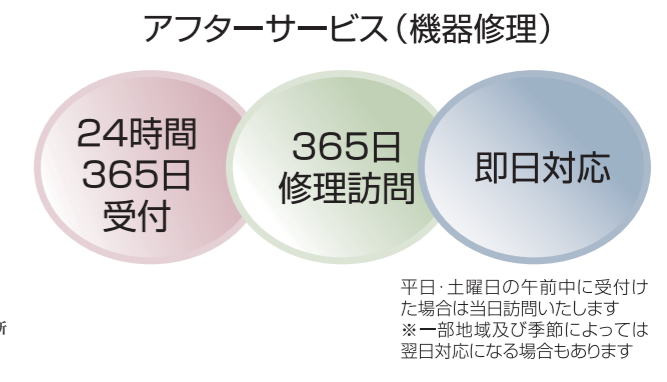 アフターサービス(機器修理)
24時間
365日
受付
365日
修理訪問
即日対応
平日・土曜日の午前中に受付け
た場合は当日訪問いたします
※一部地域及び季節によっては
翌日対応になる場合もあります
所